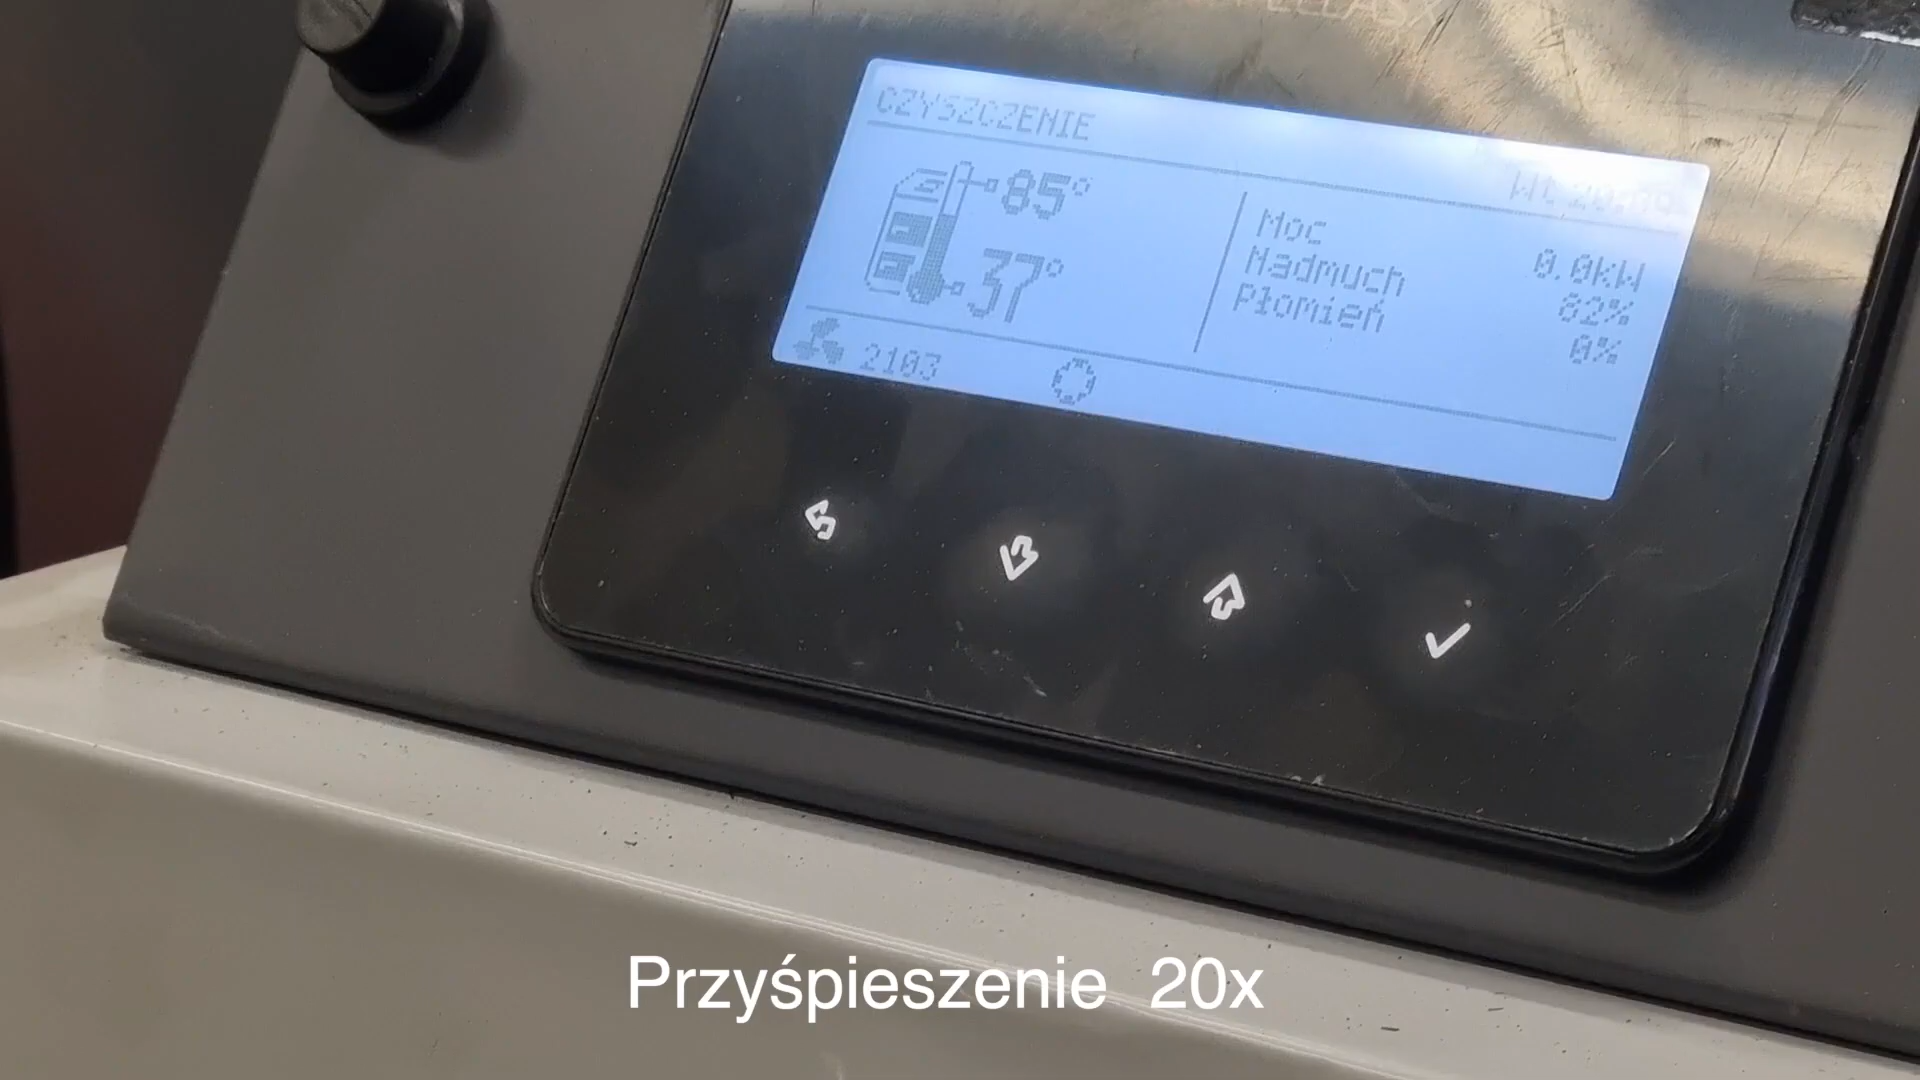 CZYSZCZENIE
85°
37°
Moc 0.0kW
Nadmuch 82%
Płomień 0%
2103
Przyśpieszenie 20x